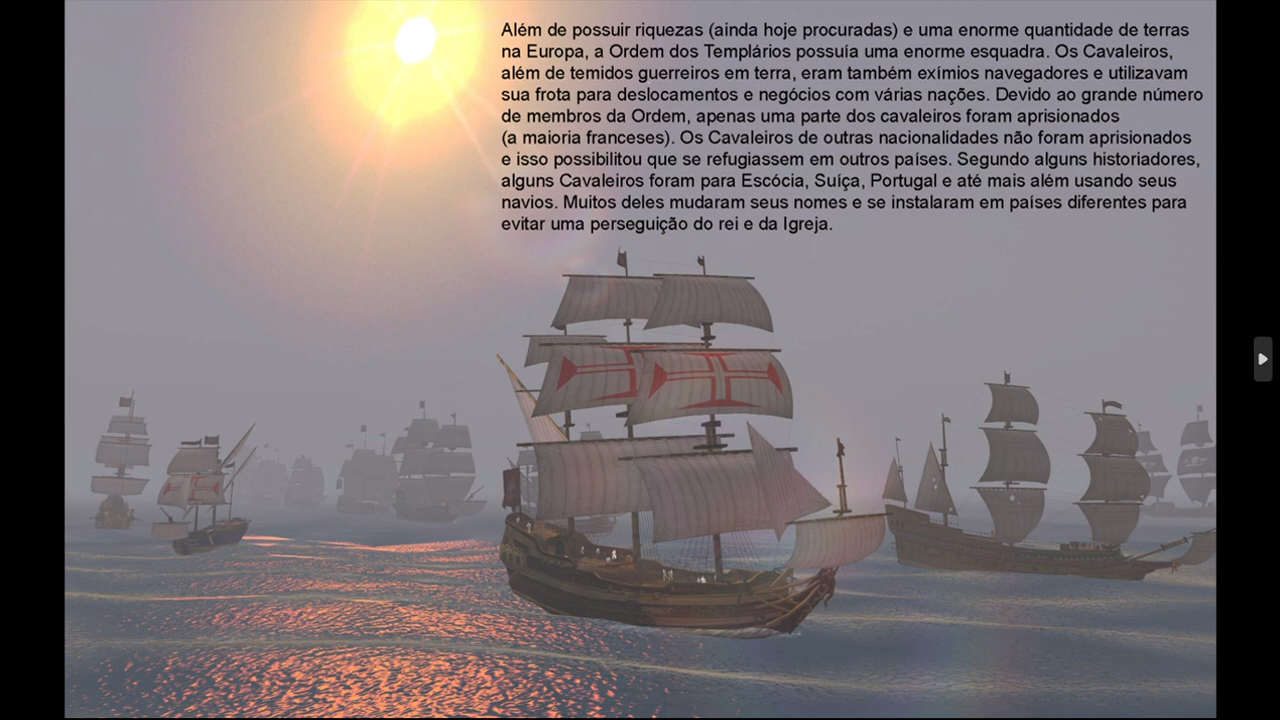 Além de possuir riquezas (ainda hoje procuradas) e uma enorme quantidade de terras
na Europa, a Ordem dos Templários possuía uma enorme esquadra. Os Cavaleiros,
além de temidos guerreiros em terra, eram também exímios navegadores e utilizavam
sua frota para deslocamentos e negócios com várias nações. Devido ao grande número
de membros da Ordem, apenas uma parte dos cavaleiros foram aprisionados
(a maioria franceses). Os Cavaleiros de outras nacionalidades não foram aprisionados
e isso possibilitou que se refugiassem em outros países. Segundo alguns historiadores,
alguns Cavaleiros foram para Escócia, Suíça, Portugal e até mais além usando seus
navios. Muitos deles mudaram seus nomes e se instalaram em países diferentes para
evitar uma perseguição do rei e da Igreja.